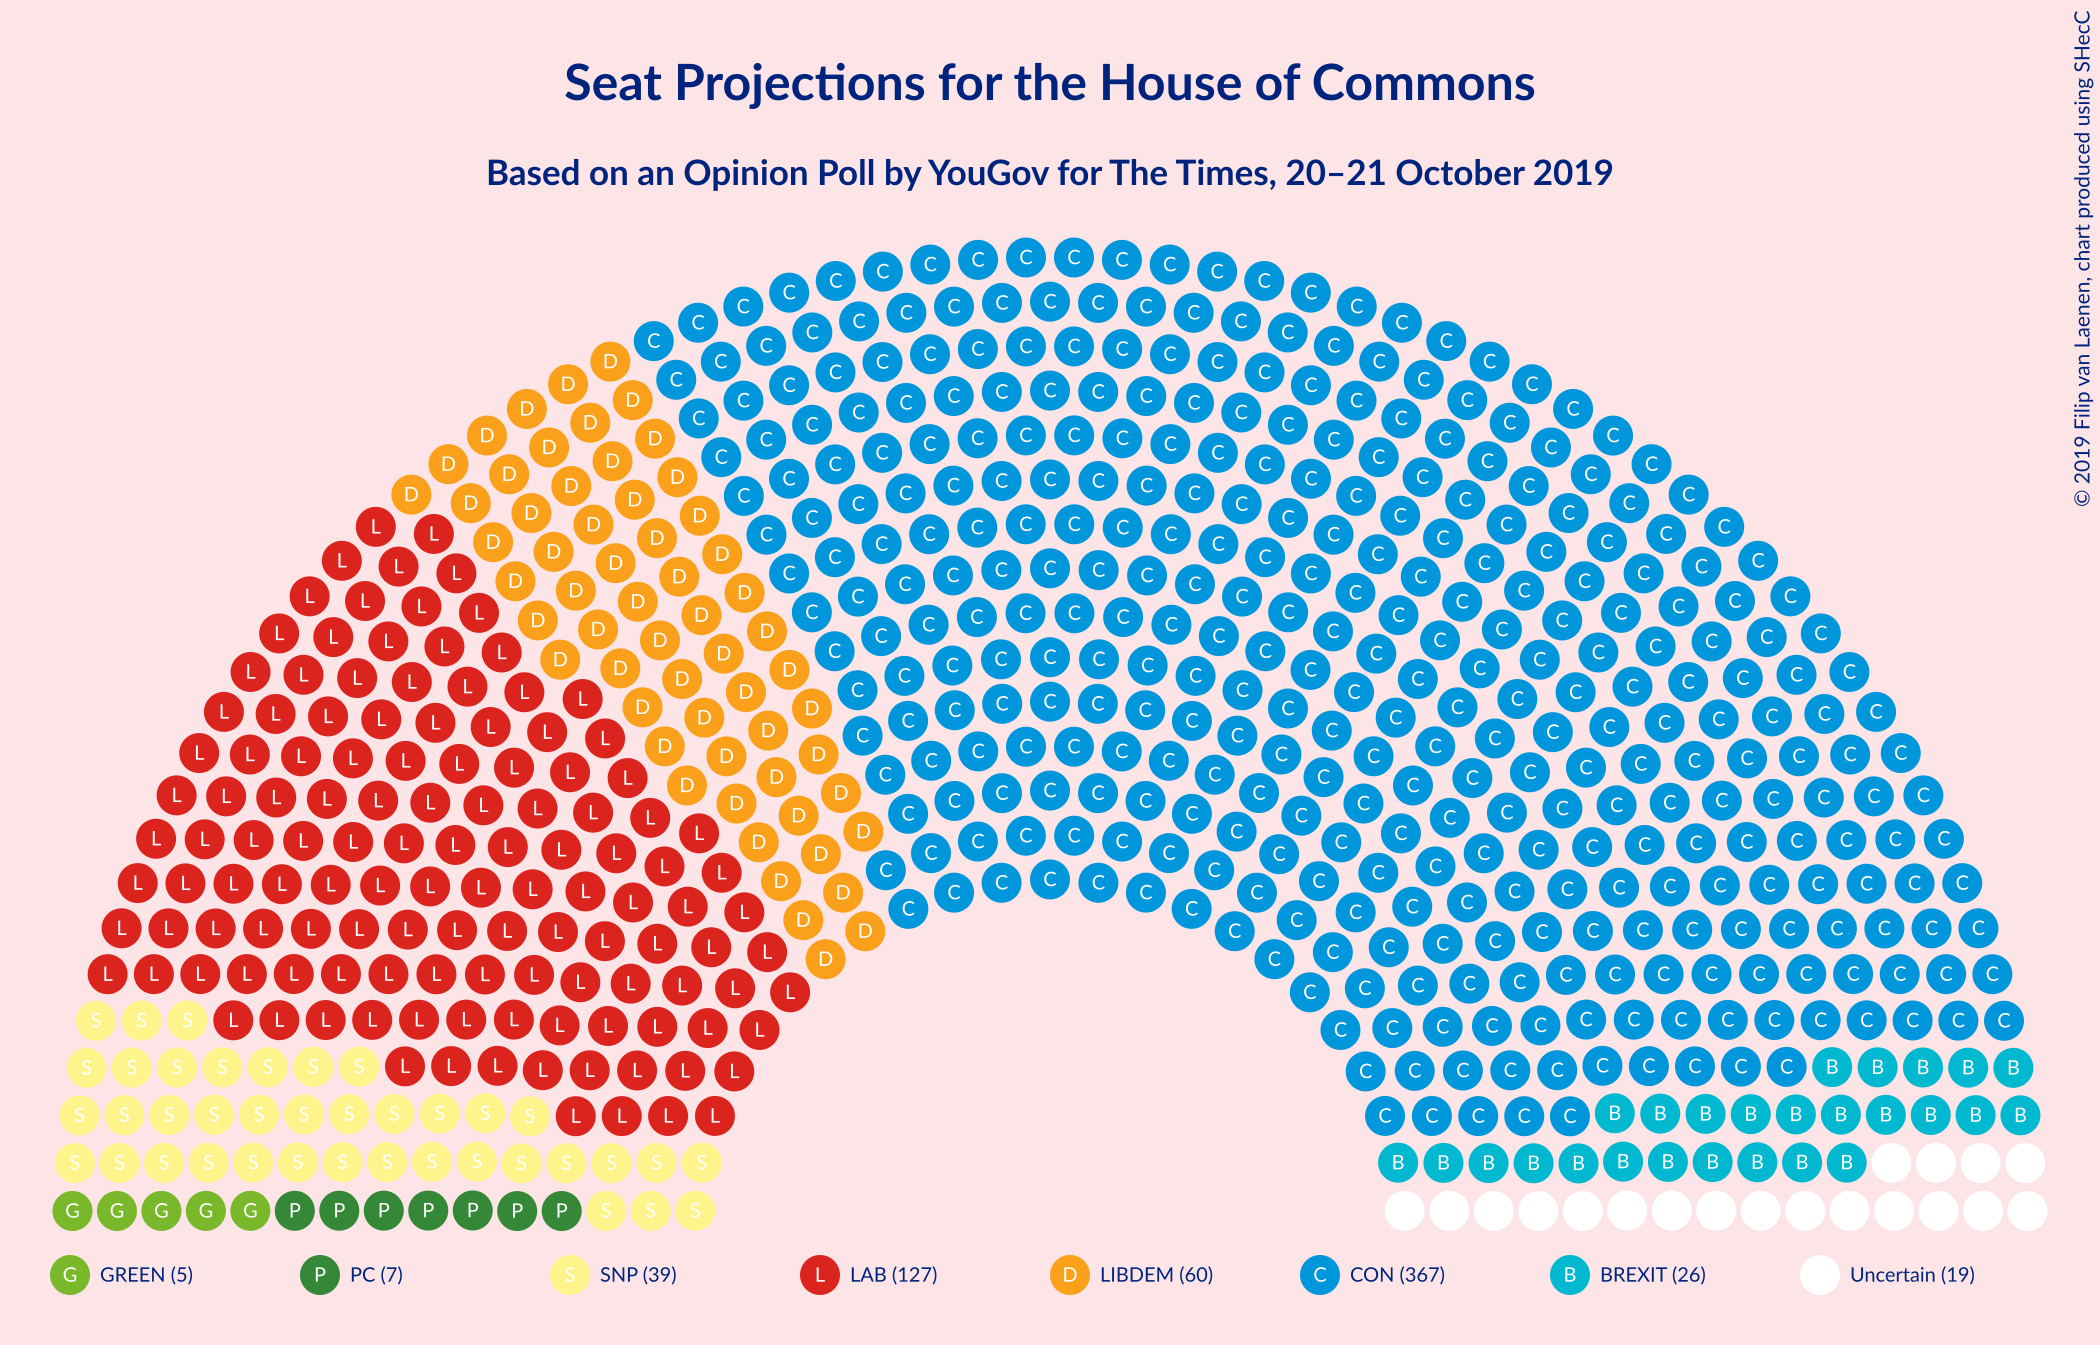 Seat Projections for the House of Commons
Based on an Opinion Poll by YouGov for The Times, 20–21 October 2019
© 2019 Filip van Laenen, chart produced using SHecC
G GREEN (5)
P PC (7)
S SNP (39)
L LAB (127)
D LIBDEM (60)
C CON (367)
B BREXIT (26)
Uncertain (19)